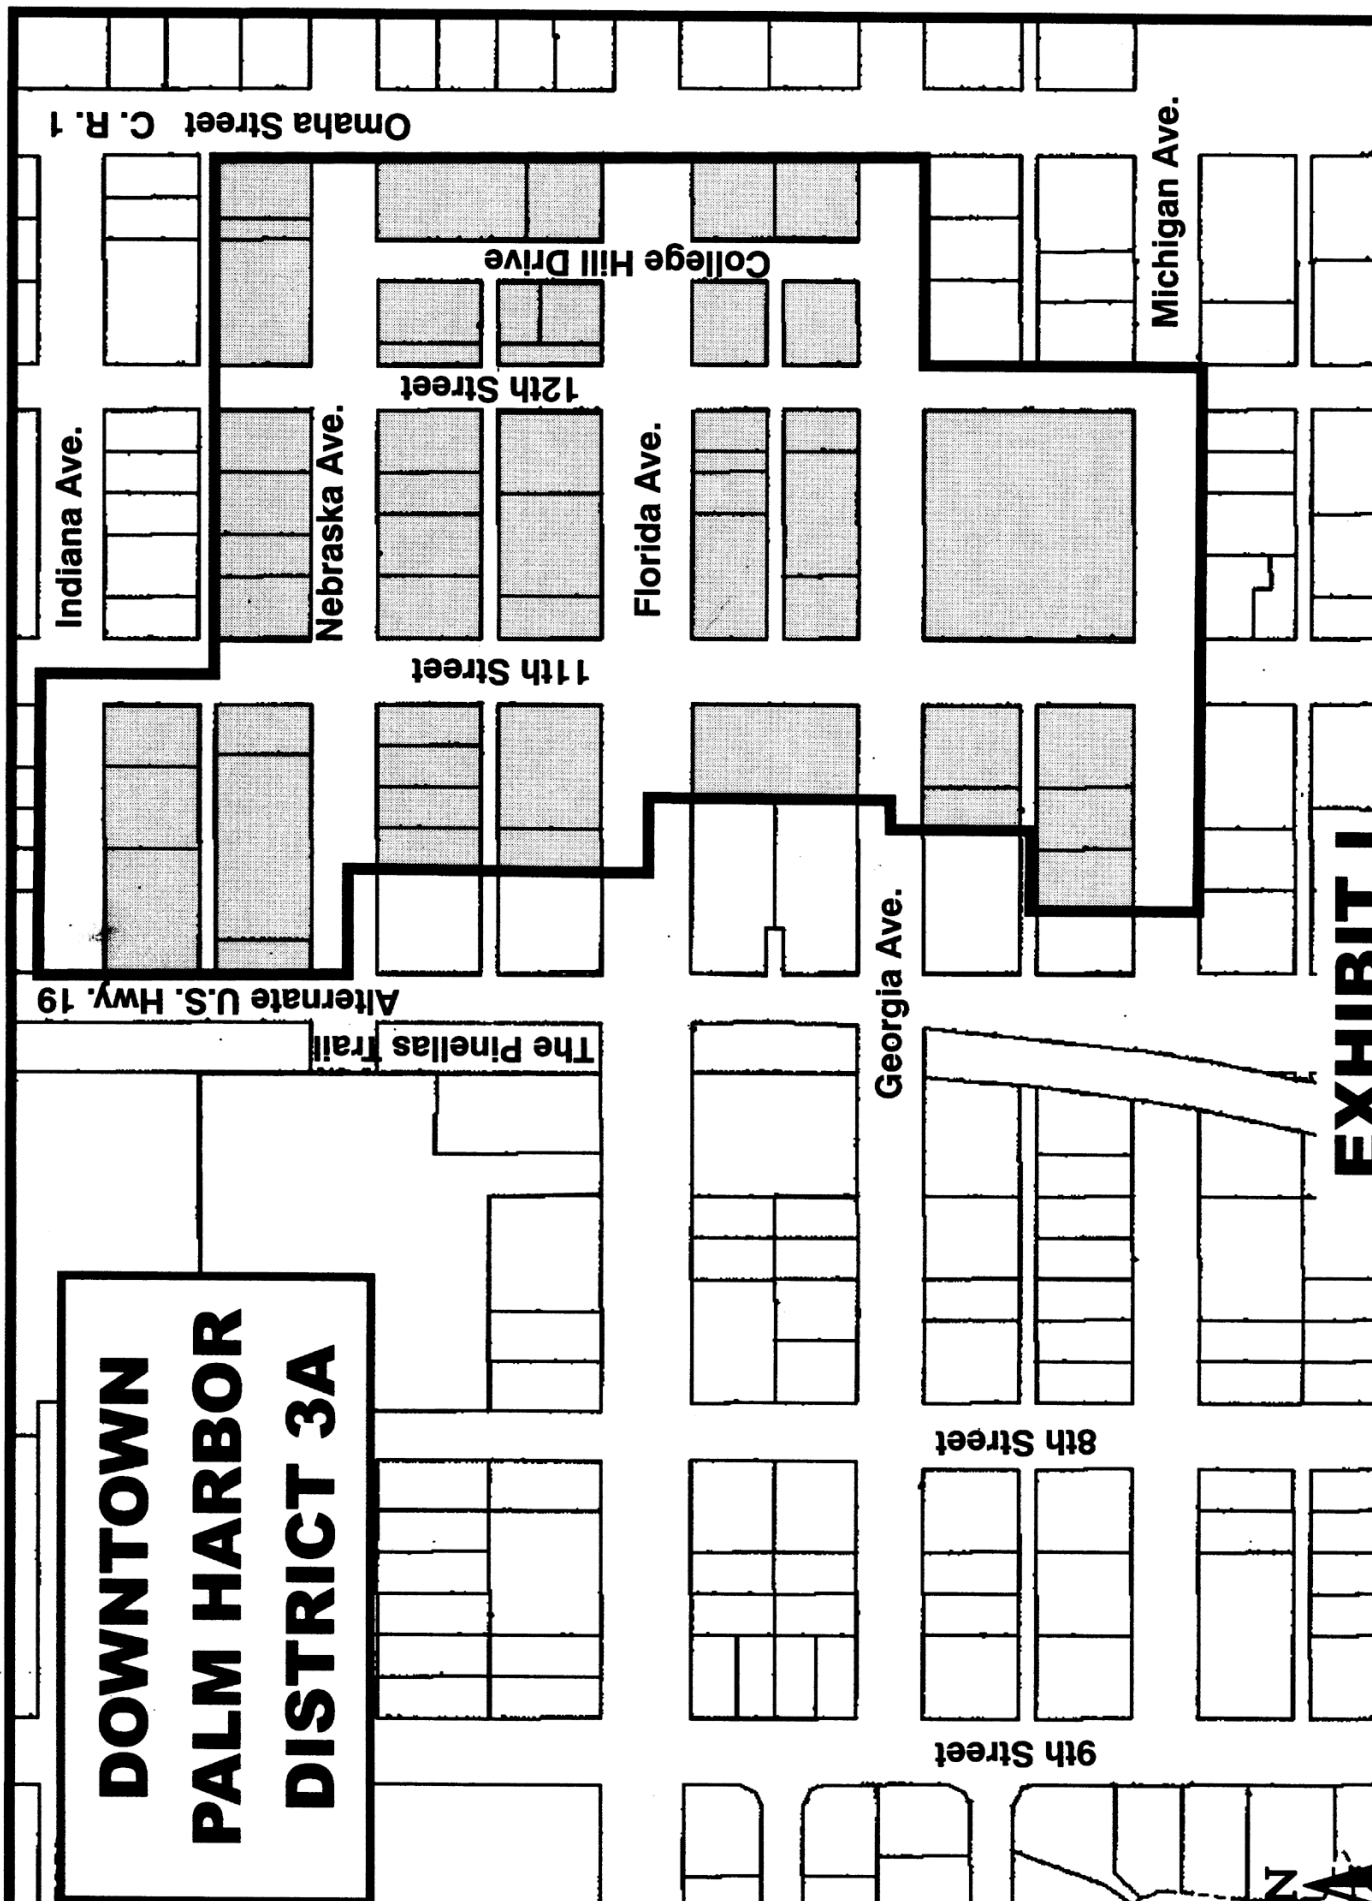 DOWNTOWN
PALM HARBOR
DISTRICT 3A
Indiana Ave.
Nebraska Ave.
Florida Ave.
Georgia Ave.
Michigan Ave.
Omaha Street C. R. 1
College Hill Drive
12th Street
11th Street
Alternate U.S. Hwy. 19
The Pinellas Trail
8th Street
9th Street
N
EXHIBIT